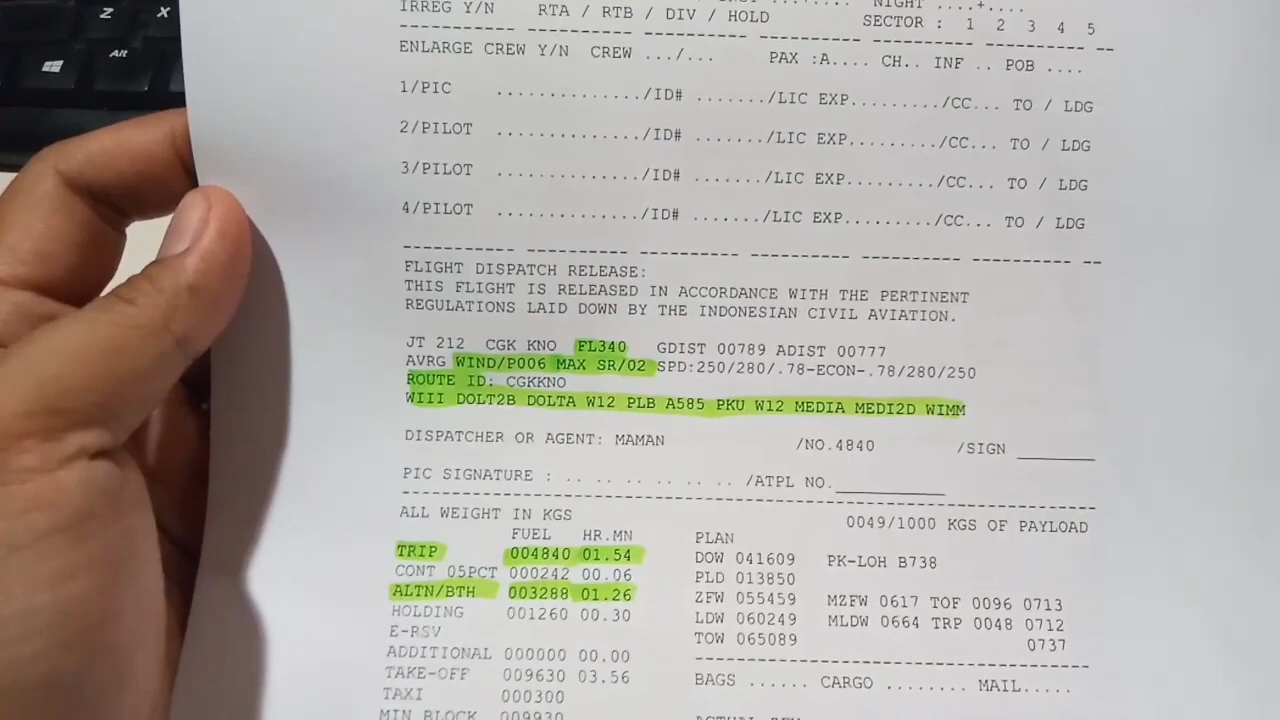 Z X
Alt
NIGHT ....+....
IRREG Y/N RTA / RTB / DIV / HOLD SECTOR : 1 2 3 4 5
ENLARGE CREW Y/N CREW .../... PAX :A.... CH.. INF .. POB ....
1/PIC ............../ID# ......./LIC EXP........./CC... TO / LDG
2/PILOT ............../ID# ......./LIC EXP........./CC... TO / LDG
3/PILOT ............../ID# ......./LIC EXP........./CC... TO / LDG
4/PILOT ............../ID# ......./LIC EXP........./CC... TO / LDG
FLIGHT DISPATCH RELEASE:
THIS FLIGHT IS RELEASED IN ACCORDANCE WITH THE PERTINENT
REGULATIONS LAID DOWN BY THE INDONESIAN CIVIL AVIATION.
JT 212 CGK KNO FL340 GDIST 00789 ADIST 00777
AVRG WIND/P006 MAX SR/02 SPD:250/280/.78-ECON-.78/280/250
ROUTE ID: CGKKNO
WIII DOLT2B DOLTA W12 PLB A585 PKU W12 MEDIA MEDI2D WIMM
DISPATCHER OR AGENT: MAMAN /NO.4840 /SIGN ________
PIC SIGNATURE : .. .. .. .. .. .. /ATPL NO.____________
ALL WEIGHT IN KGS 0049/1000 KGS OF PAYLOAD
FUEL HR.MN PLAN
TRIP 004840 01.54 DOW 041609 PK-LOH B738
CONT 05PCT 000242 00.06 PLD 013850
ALTN/BTH 003288 01.26 ZFW 055459 MZFW 0617 TOF 0096 0713
HOLDING 001260 00.30 LDW 060249 MLDW 0664 TRP 0048 0712
E-RSV TOW 065089 0737
ADDITIONAL 000000 00.00
TAKE-OFF 009630 03.56 BAGS ...... CARGO ........ MAIL.....
TAXI 000300
MIN BLOCK 009930